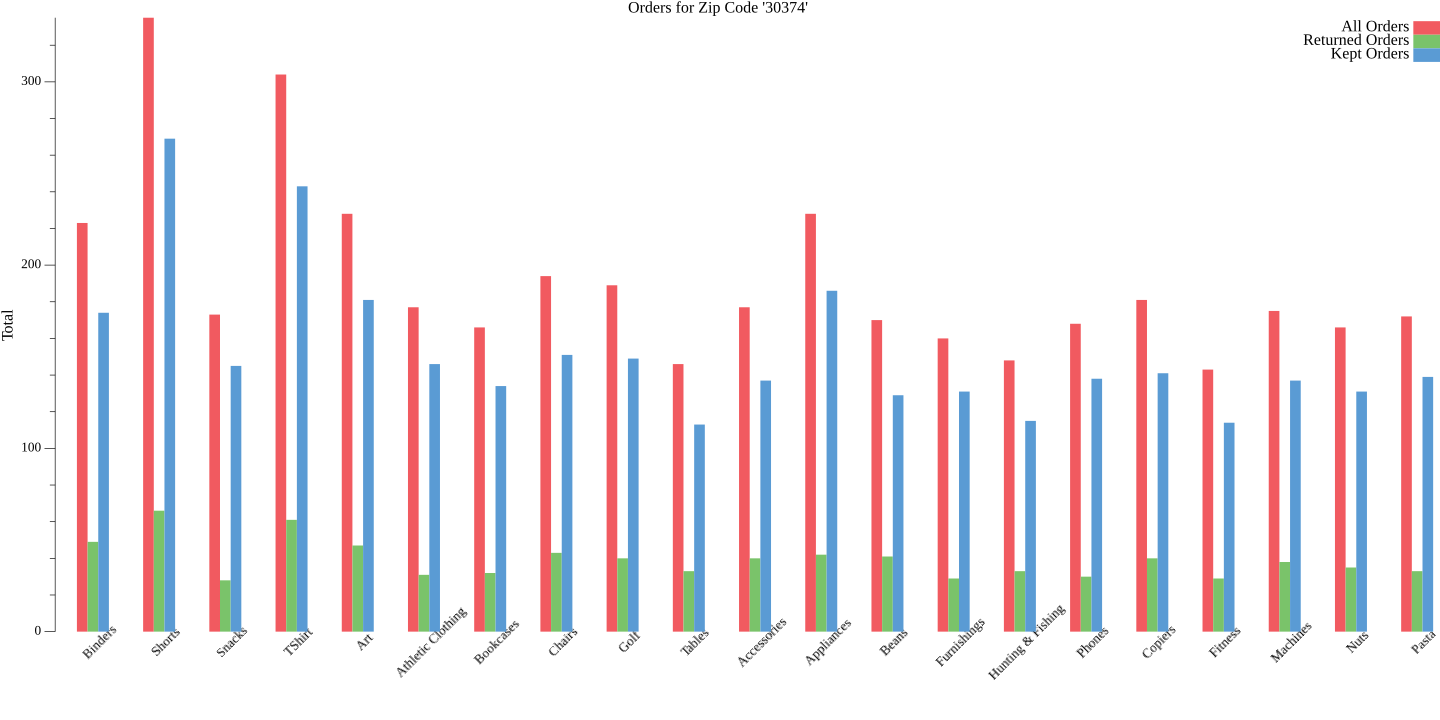 Orders for Zip Code '30374'
All Orders
Returned Orders
Kept Orders
Total
300
200
100
0
Binders
Shorts
Snacks
TShirt
Art
Athletic Clothing
Bookcases
Chairs
Golf
Tables
Accessories
Appliances
Beans
Furnishings
Hunting & Fishing
Phones
Copiers
Fitness
Machines
Nuts
Pasta